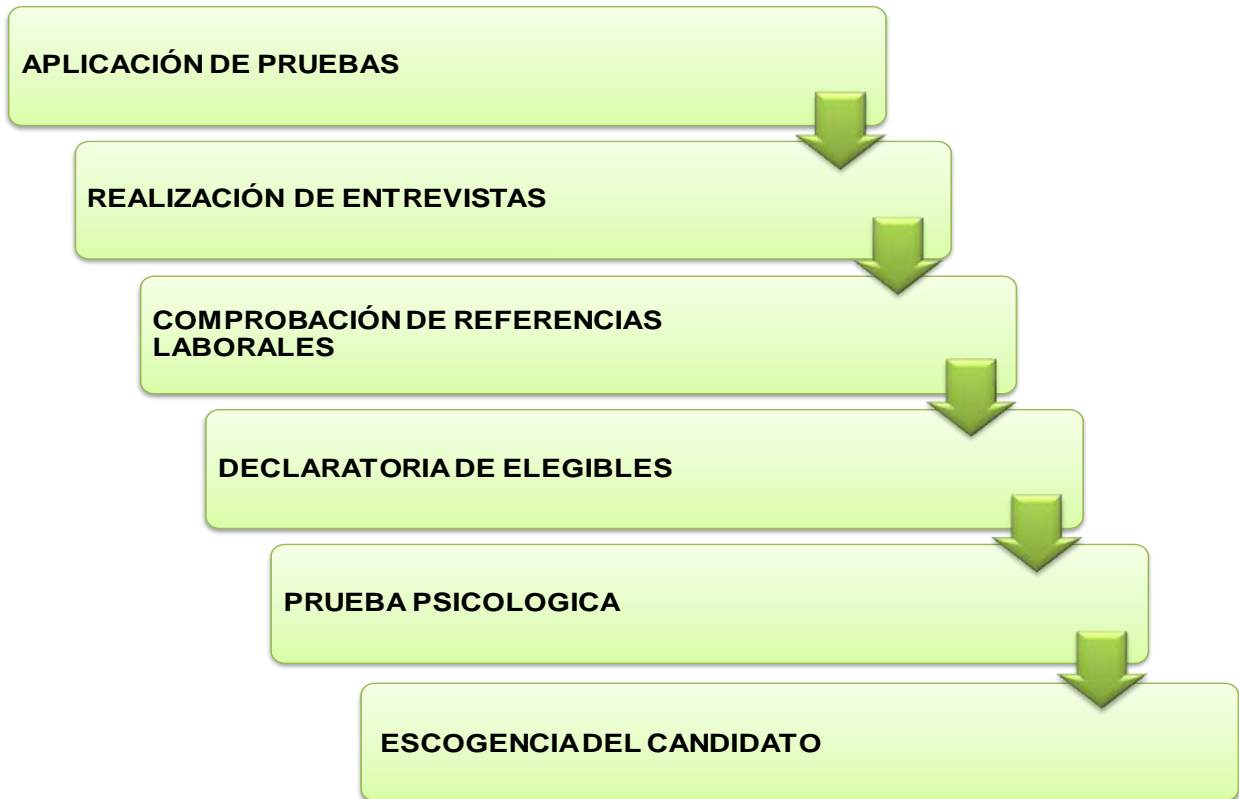 APLICACIÓN DE PRUEBAS
REALIZACIÓN DE ENTREVISTAS
COMPROBACIÓN DE REFERENCIAS
LABORALES
DECLARATORIA DE ELEGIBLES
PRUEBA PSICOLOGICA
ESCOGENCIA DEL CANDIDATO